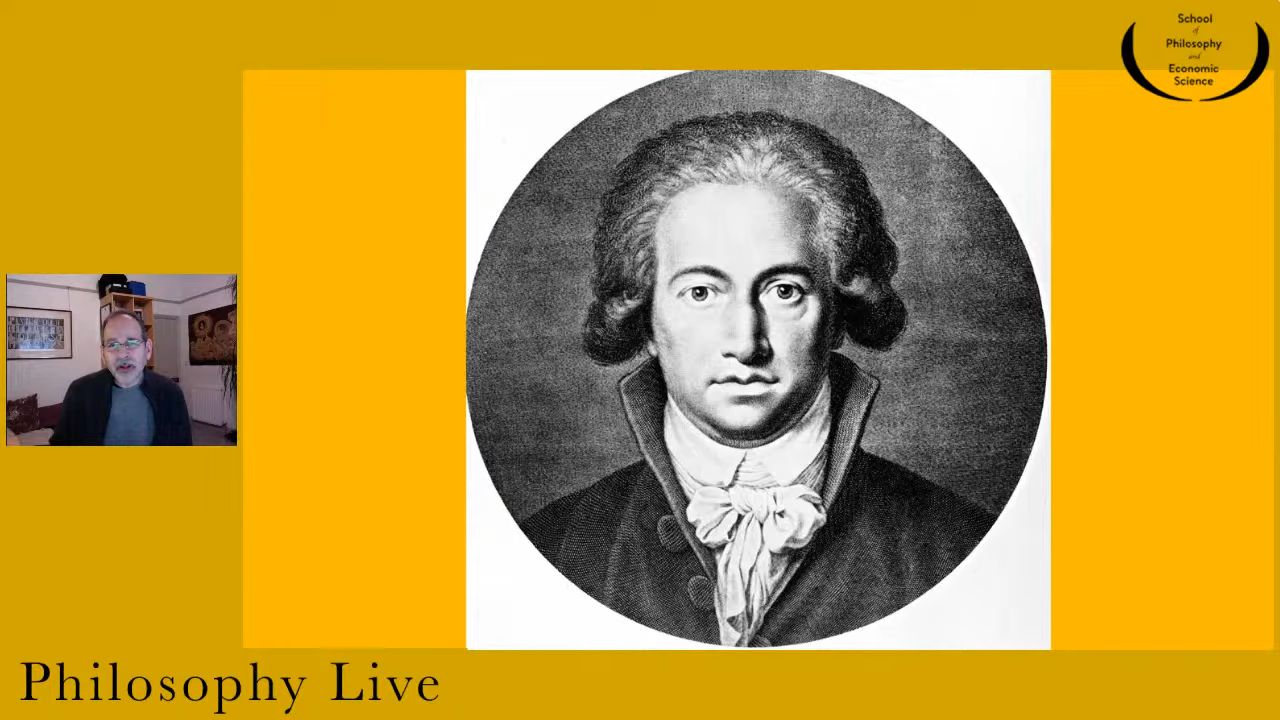 School
of
Philosophy
and
Economic
Science
Philosophy Live